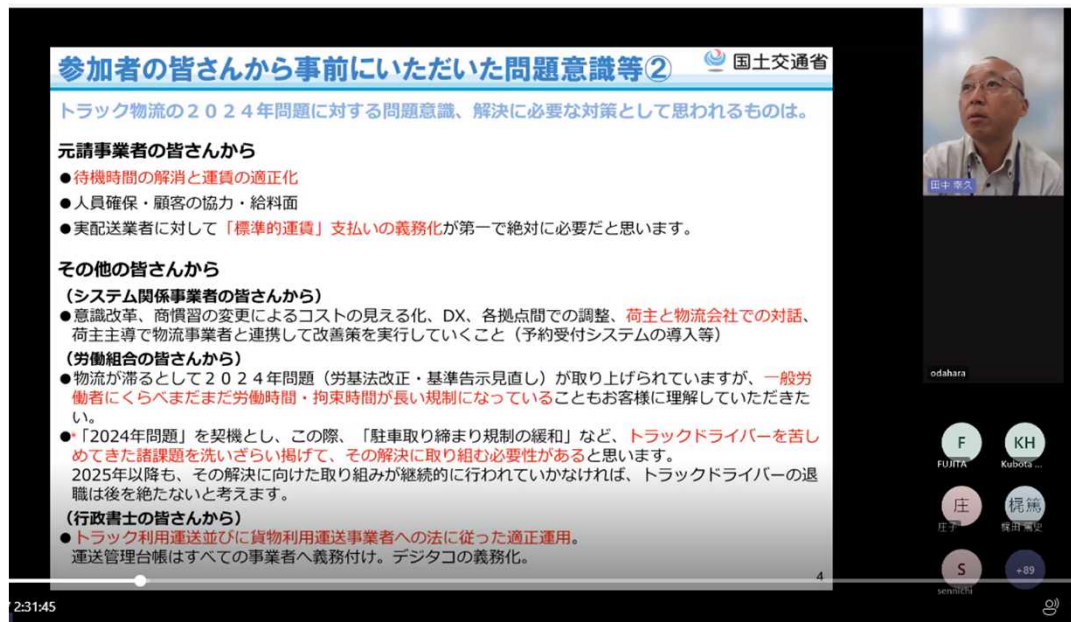 参加者の皆さんから事前にいただいた問題意識等②
国土交通省
トラック物流の2024年問題に対する問題意識、解決に必要な対策として思われるものは。
元請事業者の皆さんから
●待機時間の解消と運賃の適正化
●人員確保・顧客の協力・給料面
●実配送業者に対して「標準的運賃」支払いの義務化が第一で絶対に必要だと思います。
その他の皆さんから
（システム関係事業者の皆さんから）
●意識改革、商慣習の変更によるコストの見える化、DX、各拠点間での調整、荷主と物流会社での対話、
荷主主導で物流事業者と連携して改善策を実行していくこと（予約受付システムの導入等）
（労働組合の皆さんから）
●物流が滞るとして２０２４年問題（労基法改正・基準告示見直し）が取り上げられていますが、一般労
働者にくらべまだまだ労働時間・拘束時間が長い規制になっていることもお客様に理解していただきた
い。
●「2024年問題」を契機とし、この際、「駐車取り締まり規制の緩和」など、トラックドライバーを苦し
めてきた諸課題を洗いざらい掲げて、その解決に取り組む必要性があると思います。
2025年以降も、その解決に向けた取り組みが継続的に行われていかなければ、トラックドライバーの退
職は後を絶たないと考えます。
（行政書士の皆さんから）
●トラック利用運送並びに貨物利用運送事業者への法に従った適正運用。
運送管理台帳はすべての事業者へ義務付け。デジタコの義務化。
4
田中 幸久
odahara
F
KH
FUJITA
Kubota ...
庄
梶篤
庄子
梶田 篤史
S
+89
sennichi
2:31:45